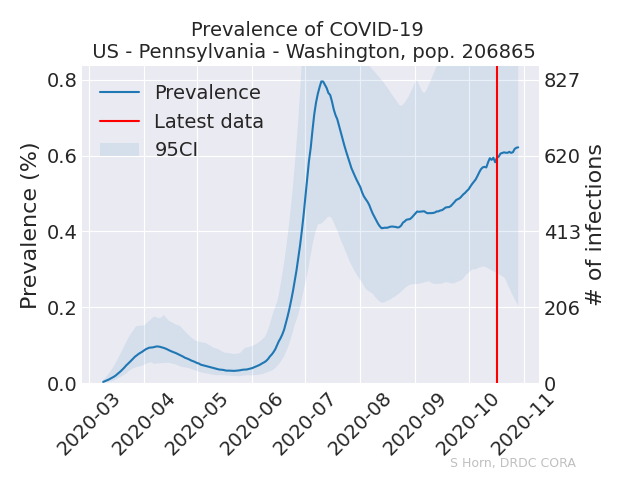 Prevalence of COVID-19
US - Pennsylvania - Washington, pop. 206865
Prevalence
Latest data
95CI
Prevalence (%)
0.8
0.6
0.4
0.2
0.0
827
620
413
206
0
# of infections
2020-03
2020-04
2020-05
2020-06
2020-07
2020-08
2020-09
2020-10
2020-11
S Horn, DRDC CORA